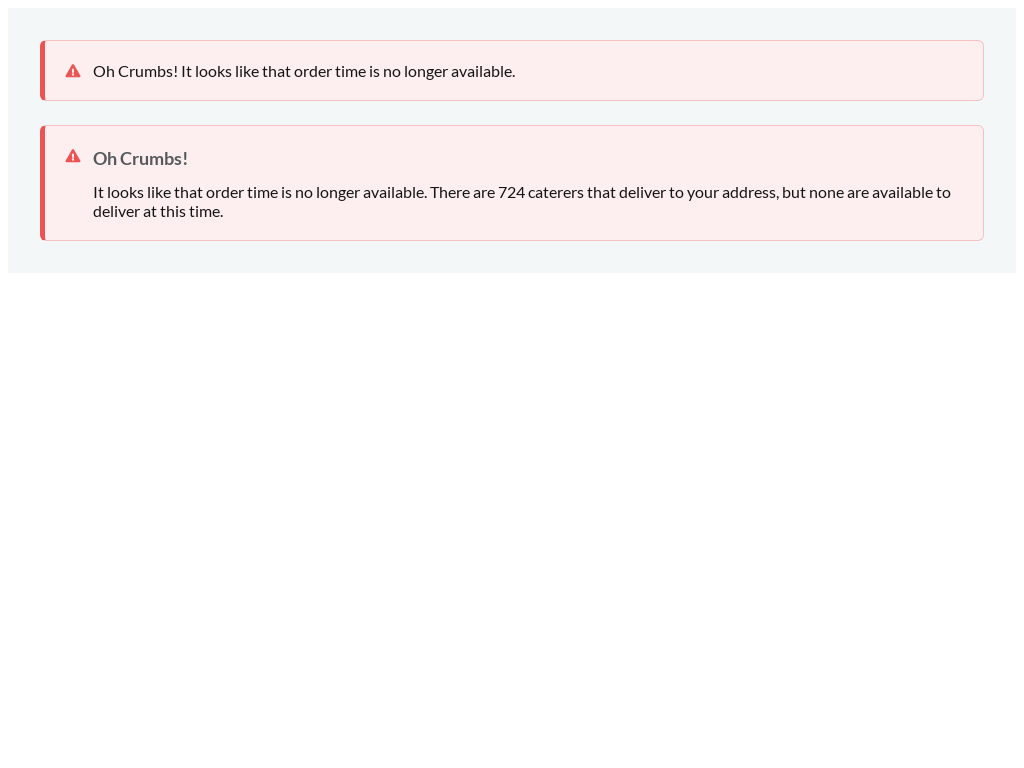 Oh Crumbs! It looks like that order time is no longer available.
Oh Crumbs!
It looks like that order time is no longer available. There are 724 caterers that deliver to your address, but none are available to
deliver at this time.